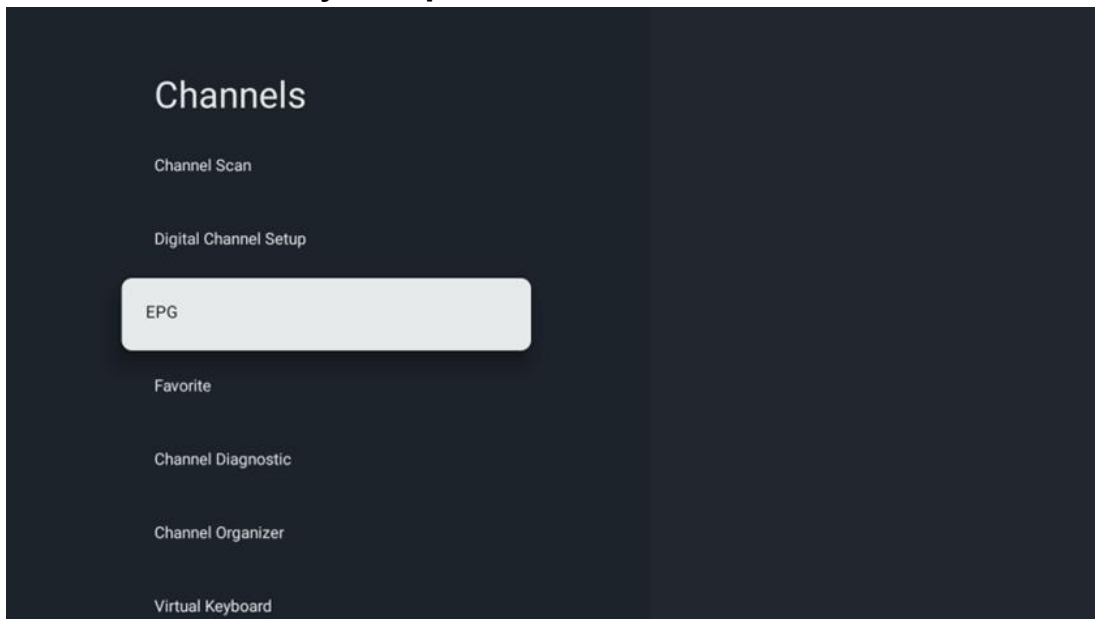 Channels
Channel Scan
Digital Channel Setup
EPG
Favorite
Channel Diagnostic
Channel Organizer
Virtual Keyboard